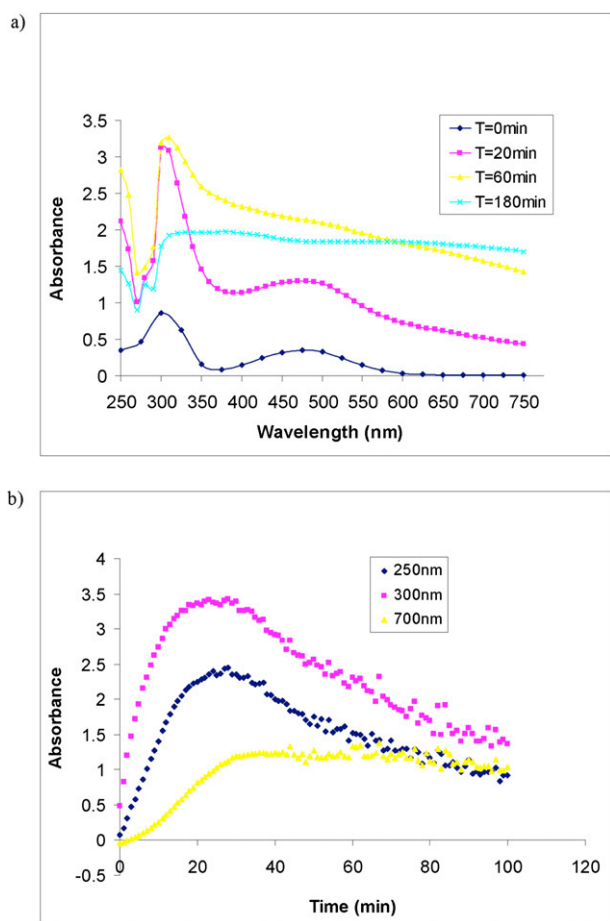 a)
3.5
3
2.5
2
1.5
1
0.5
0
Absorbance
T=0min
T=20min
T=60min
T=180min
250 300 350 400 450 500 550 600 650 700 750
Wavelength (nm)
b)
4
3.5
3
2.5
2
1.5
1
0.5
0
-0.5
Absorbance
250nm
300nm
700nm
0 20 40 60 80 100 120
Time (min)